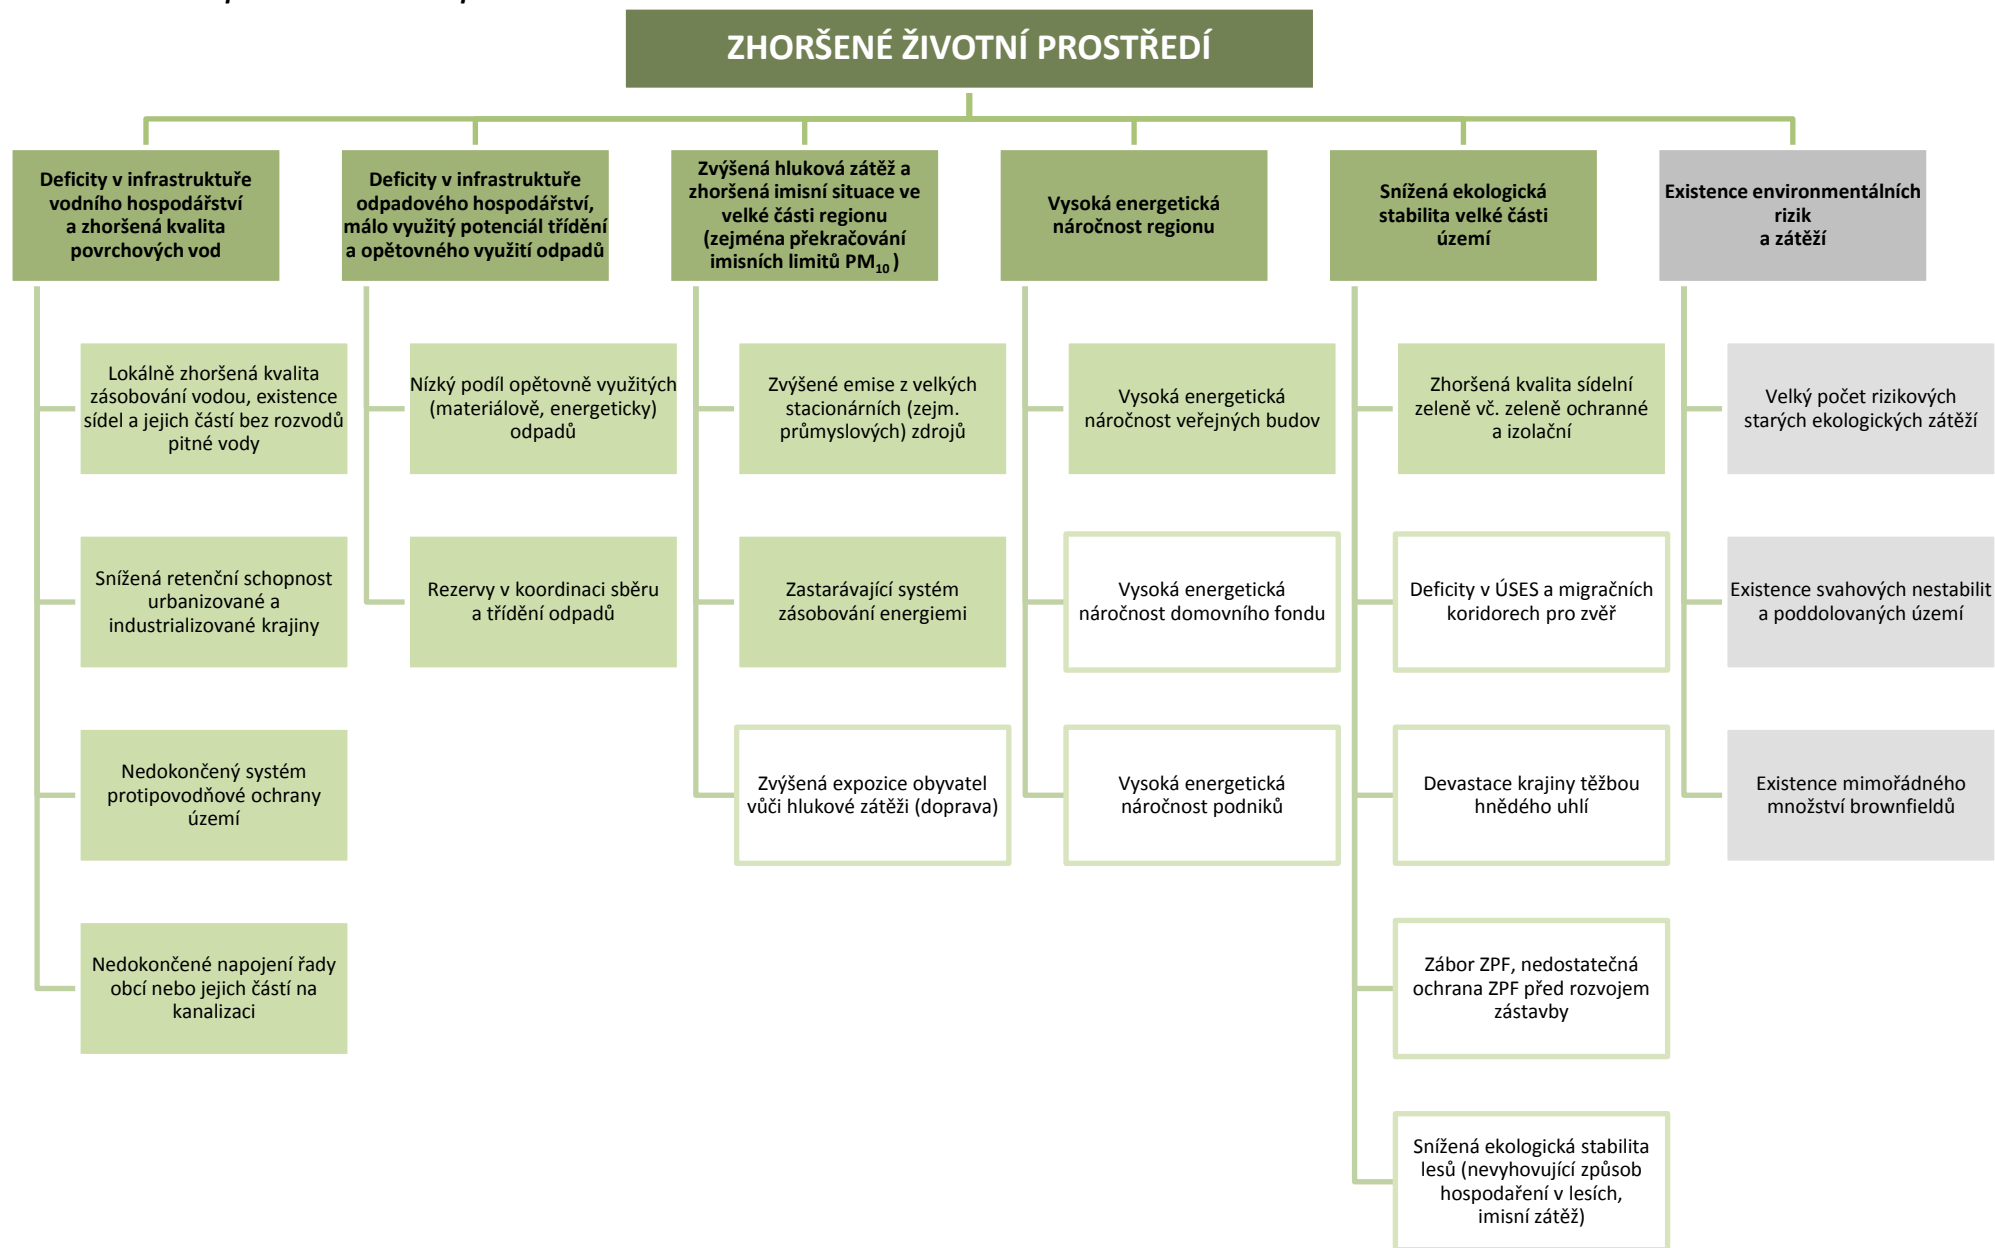 ZHORŠENÉ ŽIVOTNÍ PROSTŘEDÍ
Deficity v infrastruktuře
vodního hospodářství
a zhoršená kvalita
povrchových vod
Lokálně zhoršená kvalita
zásobování vodou, existence
sídel a jejich částí bez rozvodů
pitné vody
Snížená retenční schopnost
urbanizované a
industrializované krajiny
Nedokončený systém
protipovodňové ochrany
území
Nedokončené napojení řady
obcí nebo jejich částí na
kanalizaci
Deficity v infrastruktuře
odpadového hospodářství,
málo využitý potenciál třídění
a opětovného využití odpadů
Nízký podíl opětovně využitých
(materiálově, energeticky)
odpadů
Rezervy v koordinaci sběru
a třídění odpadů
Zvýšená hluková zátěž a
zhoršená imisní situace ve
velké části regionu
(zejména překračování
imisních limitů PM10 )
Zvýšené emise z velkých
stacionárních (zejm.
průmyslových) zdrojů
Zastarávající systém
zásobování energiemi
Zvýšená expozice obyvatel
vůči hlukové zátěži (doprava)
Vysoká energetická
náročnost regionu
Vysoká energetická
náročnost veřejných budov
Vysoká energetická
náročnost domovního fondu
Vysoká energetická
náročnost podniků
Snížená ekologická
stabilita velké části
území
Zhoršená kvalita sídelní
zeleně vč. zeleně ochranné
a izolační
Deficity v ÚSES a migračních
koridorech pro zvěř
Devastace krajiny těžbou
hnědého uhlí
Zábor ZPF, nedostatečná
ochrana ZPF před rozvojem
zástavby
Snížená ekologická stabilita
lesů (nevyhovující způsob
hospodaření v lesích,
imisní zátěž)
Existence environmentálních
rizik
a zátěží
Velký počet rizikových
starých ekologických zátěží
Existence svahových nestabilit
a poddolovaných území
Existence mimořádného
množství brownfieldů